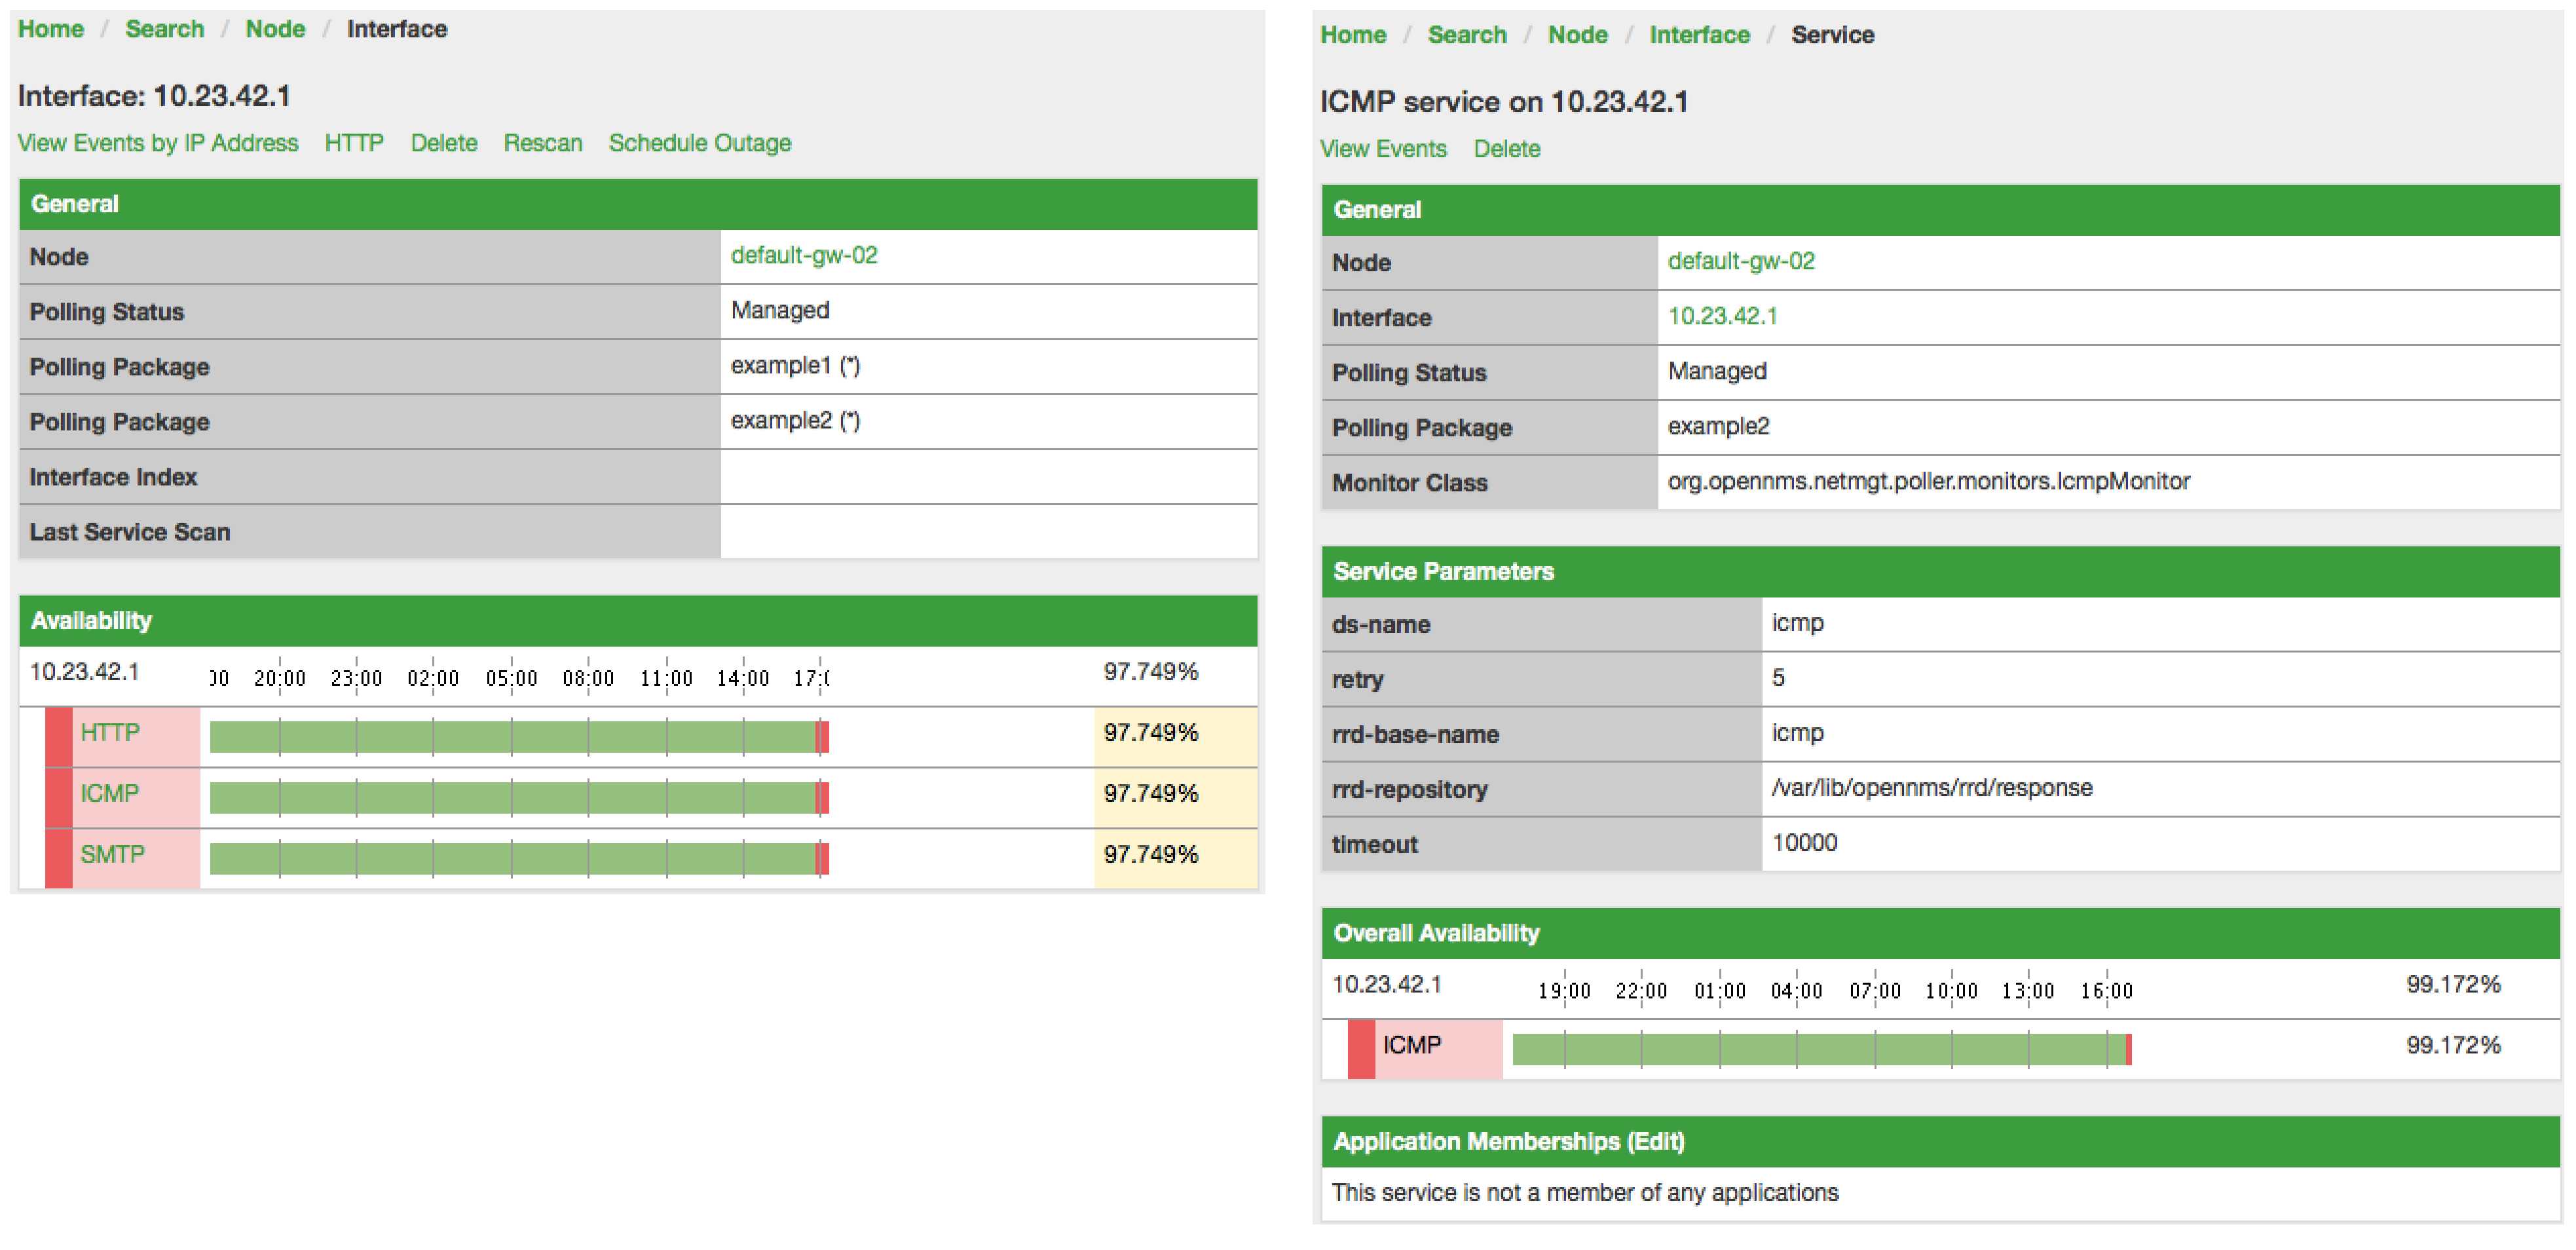 Home / Search / Node / Interface
Interface: 10.23.42.1
View Events by IP Address HTTP Delete Rescan Schedule Outage
General
Node default-gw-02
Polling Status Managed
Polling Package example1 (*)
Polling Package example2 (*)
Interface Index
Last Service Scan
Availability
10.23.42.1 00 20:00 23:00 02:00 05:00 08:00 11:00 14:00 17:0 97.749%
HTTP 97.749%
ICMP 97.749%
SMTP 97.749%
Home / Search / Node / Interface / Service
ICMP service on 10.23.42.1
View Events Delete
General
Node default-gw-02
Interface 10.23.42.1
Polling Status Managed
Polling Package example2
Monitor Class org.opennms.netmgt.poller.monitors.IcmpMonitor
Service Parameters
ds-name icmp
retry 5
rrd-base-name icmp
rrd-repository /var/lib/opennms/rrd/response
timeout 10000
Overall Availability
10.23.42.1 19:00 22:00 01:00 04:00 07:00 10:00 13:00 16:00 99.172%
ICMP 99.172%
Application Memberships (Edit)
This service is not a member of any applications